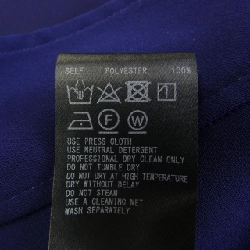 SELF POLYESTER 100%
F W
USE PRESS CLOTH
USE NEUTRAL DETERGENT
PROFESSIONAL DRY CLEAN ONLY
DO NOT TUMBLE DRY
DO NOT DRY AT HIGH TEMPERATURE
DRY WITHOUT DELAY
DO NOT STEAM
USE A CLEANING NET
WASH SEPARATELY